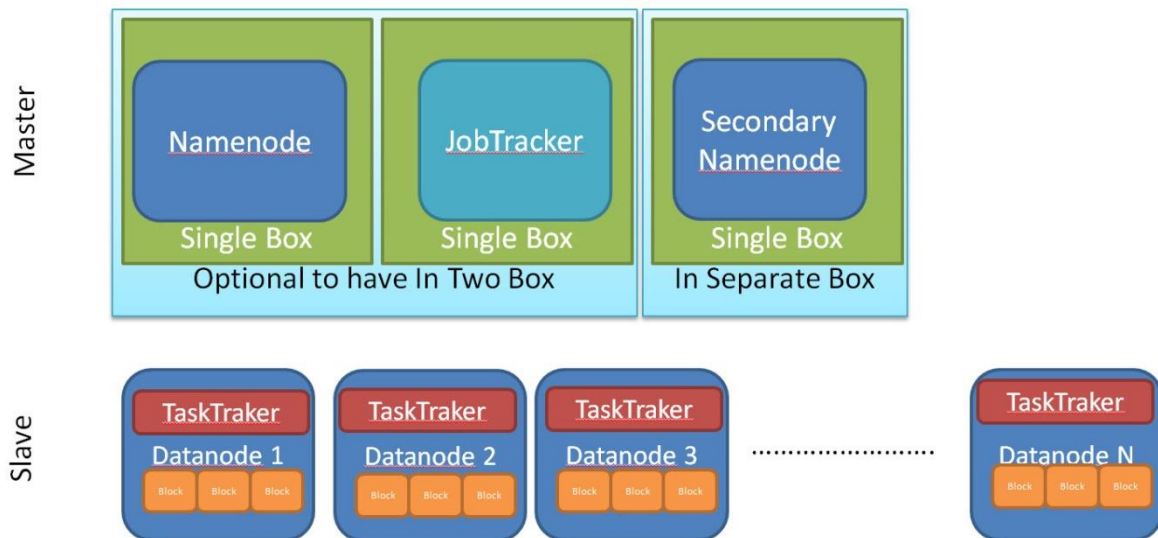 Master
Namenode
Single Box
JobTracker
Single Box
Optional to have In Two Box
Secondary
Namenode
Single Box
In Separate Box
Slave
TaskTraker
Datanode 1
Block Block Block
TaskTraker
Datanode 2
Block Block Block
TaskTraker
Datanode 3
Block Block Block
........................
TaskTraker
Datanode N
Block Block Block